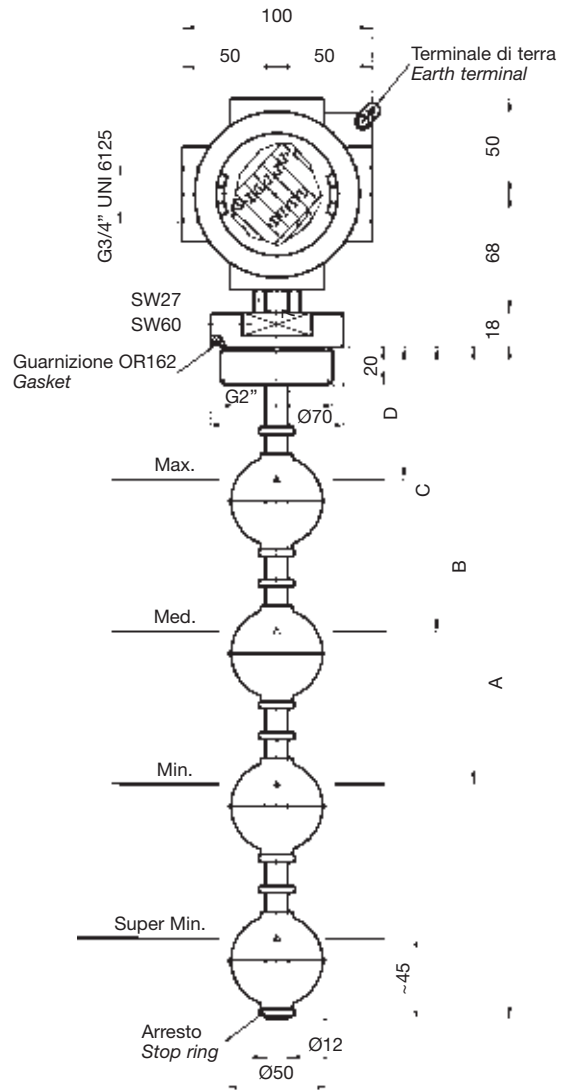 100
50
50
Terminale di terra
Earth terminal
50
G3/4” UNI 6125
68
SW27
SW60
18
Guarnizione OR162
Gasket
20
G2”
Ø70
D
Max.
C
B
Med.
A
Min.
Super Min.
~45
Arresto
Stop ring
Ø12
Ø50